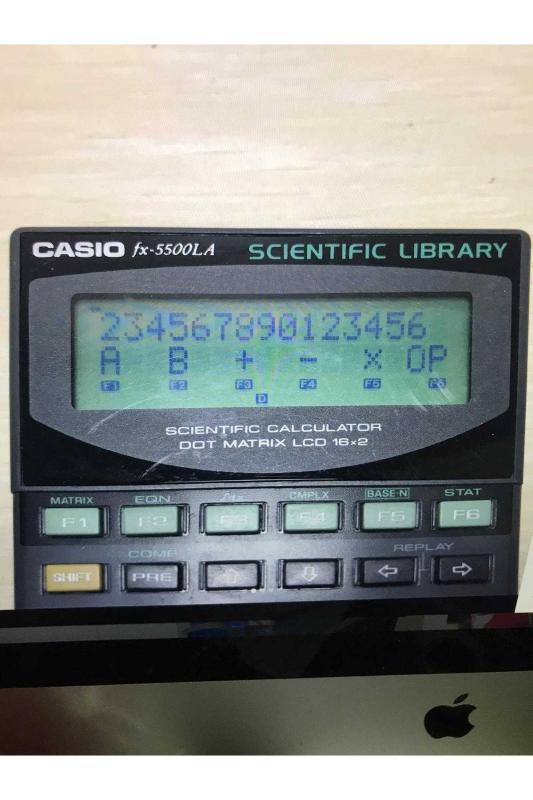 CASIO fx-5500LA SCIENTIFIC LIBRARY
234567890123456
A B + - × OP
F1 F2 F3 F4 F5 F6
D
SCIENTIFIC CALCULATOR
DOT MATRIX LCD 16×2
MATRIX EQN ∫dx CMPLX BASE-N STAT
F1 F2 F3 F4 F5 F6
COMP REPLAY
SHIFT PRE ⇧ ⇩ ⇦ ⇨